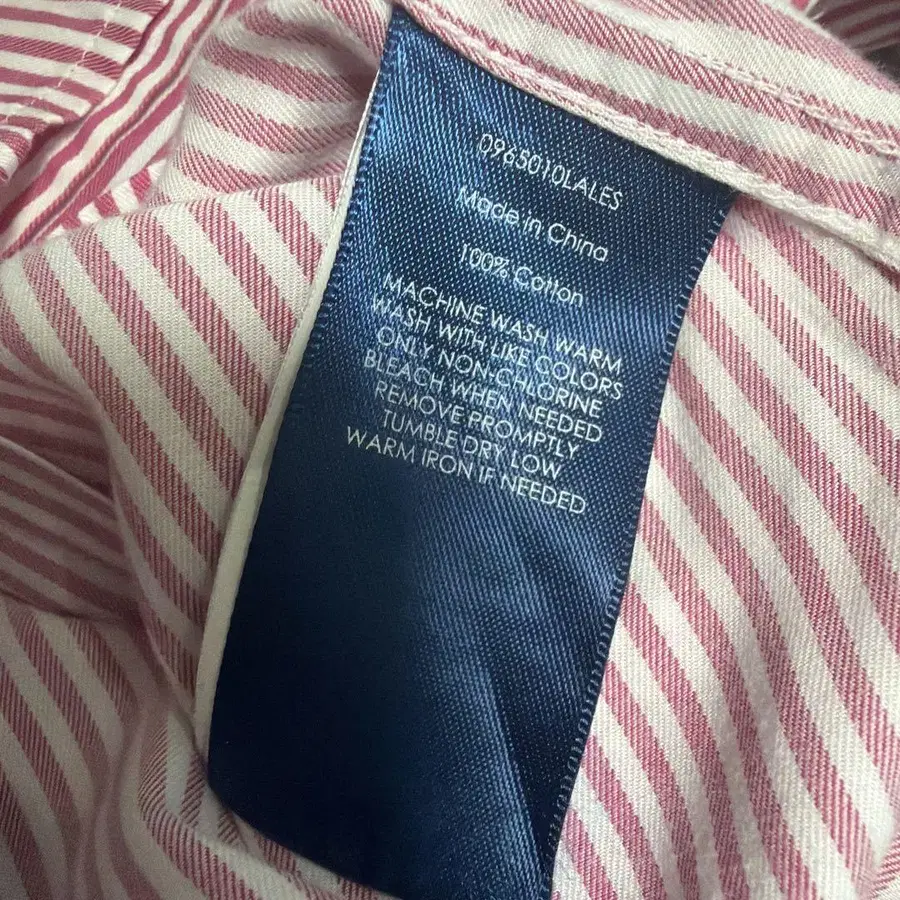 0965010LALES
Made in China
100% Cotton
MACHINE WASH WARM
WASH WITH LIKE COLORS
ONLY NON-CHLORINE
BLEACH WHEN NEEDED
REMOVE PROMPTLY
TUMBLE DRY LOW
WARM IRON IF NEEDED